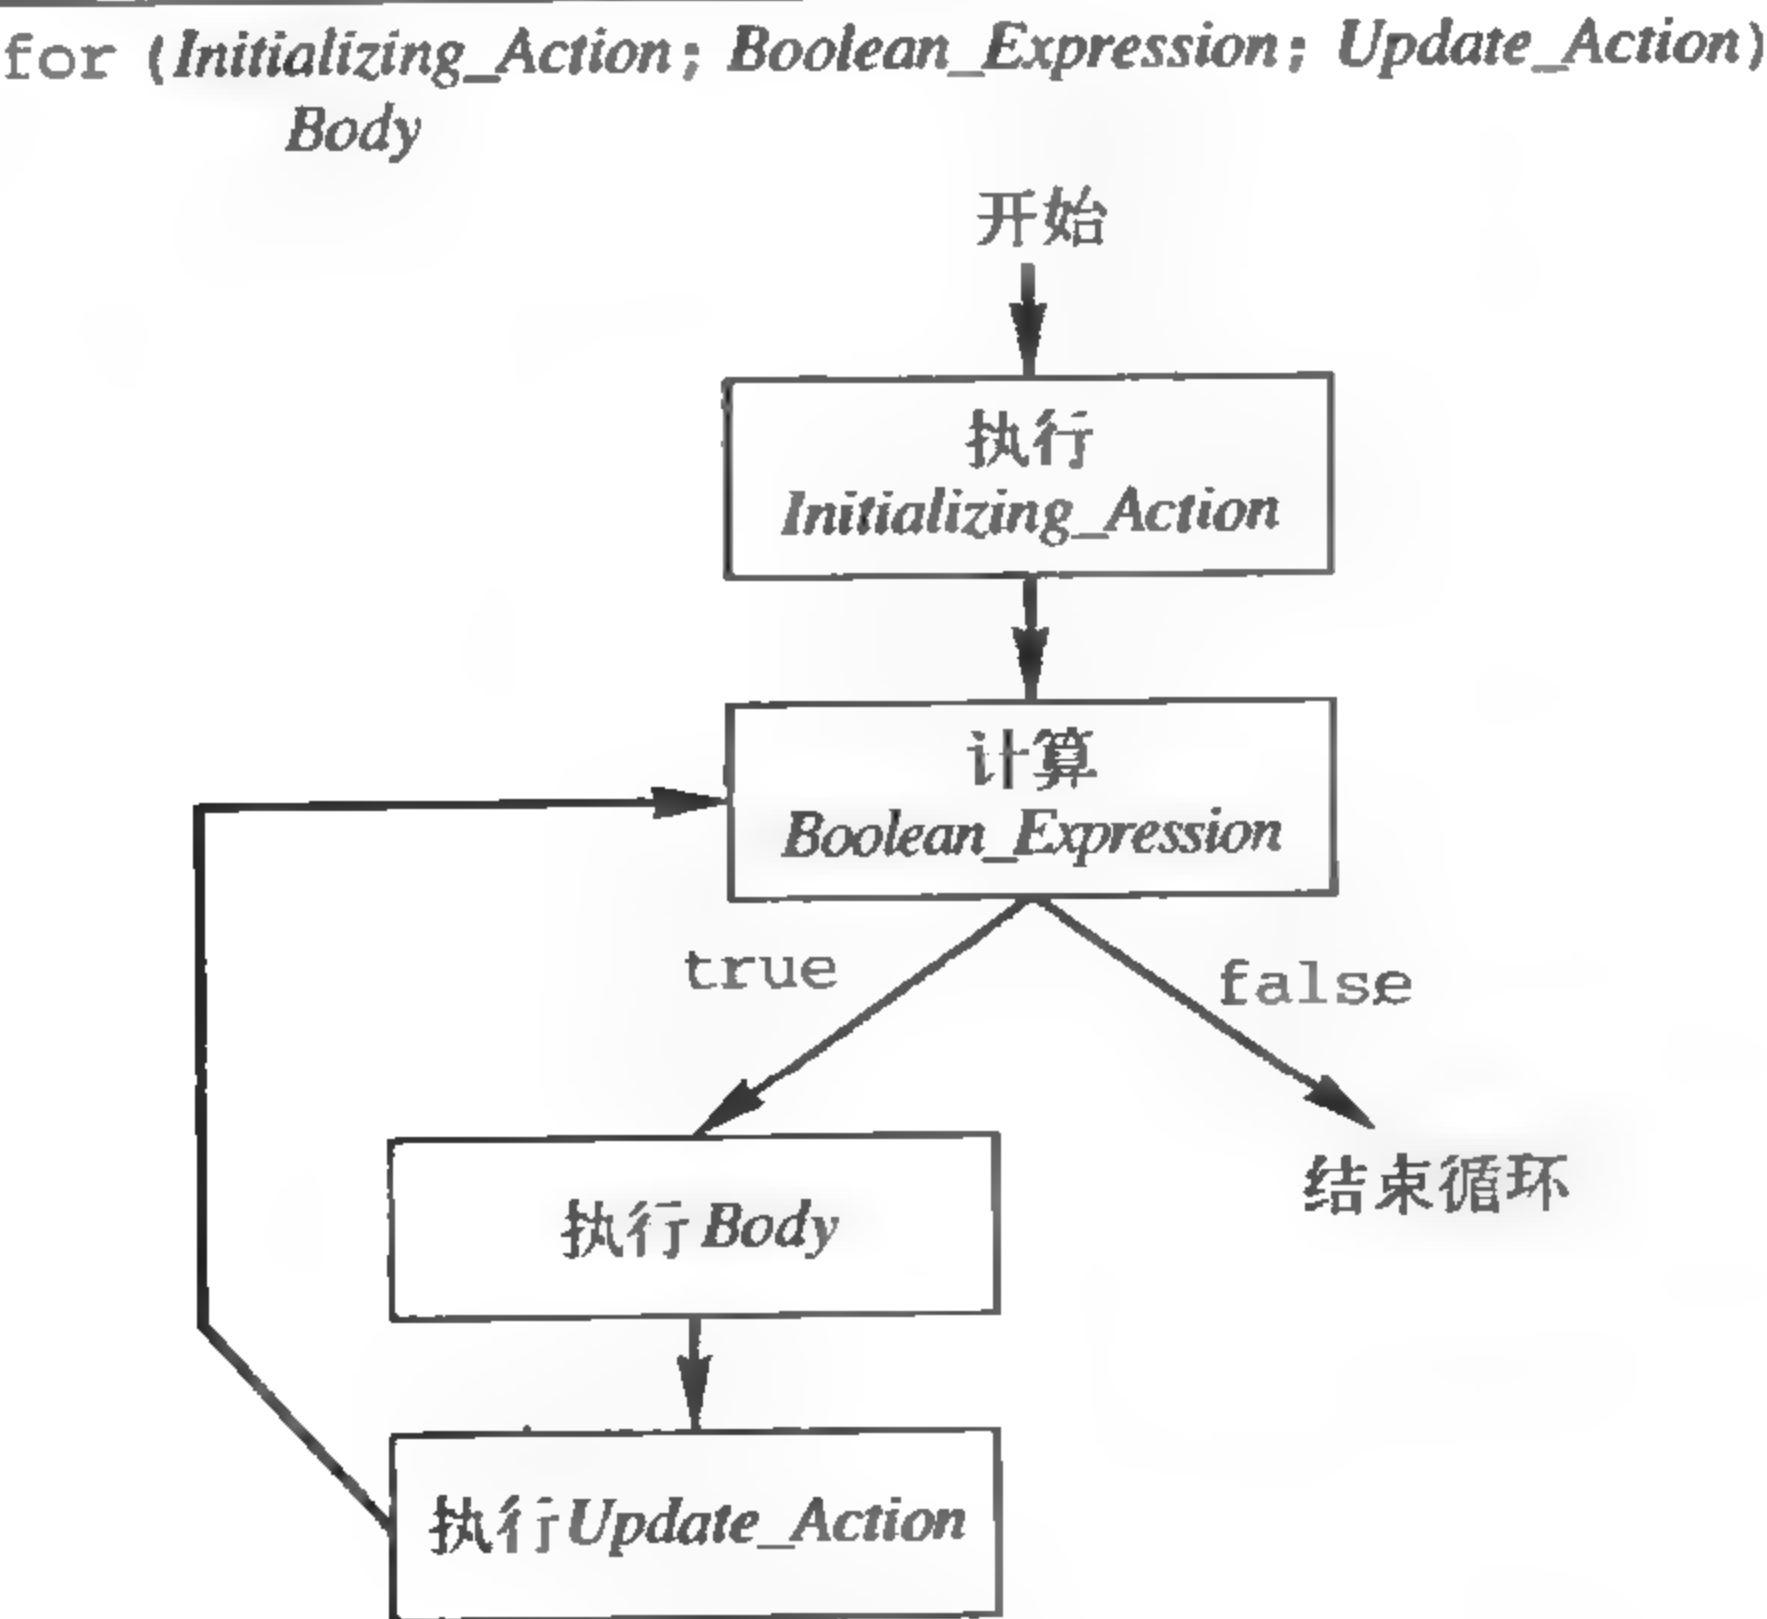 for (Initializing_Action; Boolean_Expression; Update_Action)
Body
开始
执行
Initializing_Action
计算
Boolean_Expression
true
false
执行Body
结束循环
执行Update_Action